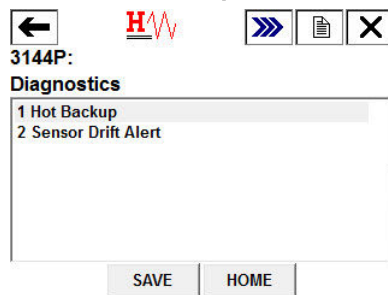 H
3144P:
Diagnostics
1 Hot Backup
2 Sensor Drift Alert
SAVE HOME